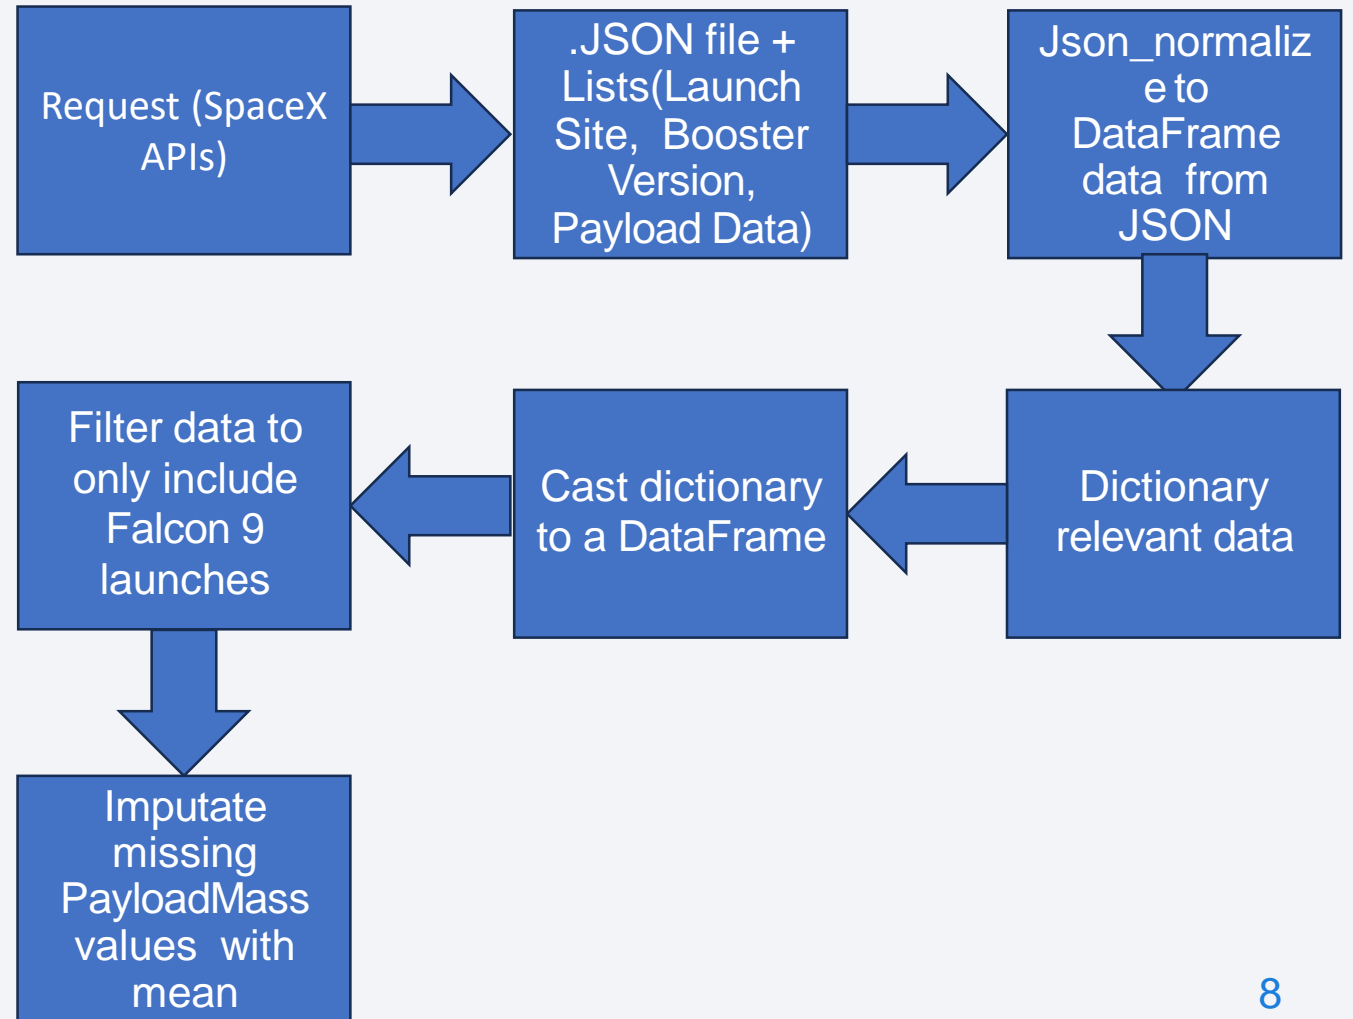 Request (SpaceX
APIs)
.JSON file +
Lists(Launch
Site, Booster
Version,
Payload Data)
Json_normaliz
e to
DataFrame
data from
JSON
Dictionary
relevant data
Cast dictionary
to a DataFrame
Filter data to
only include
Falcon 9
launches
Imputate
missing
PayloadMass
values with
mean
8